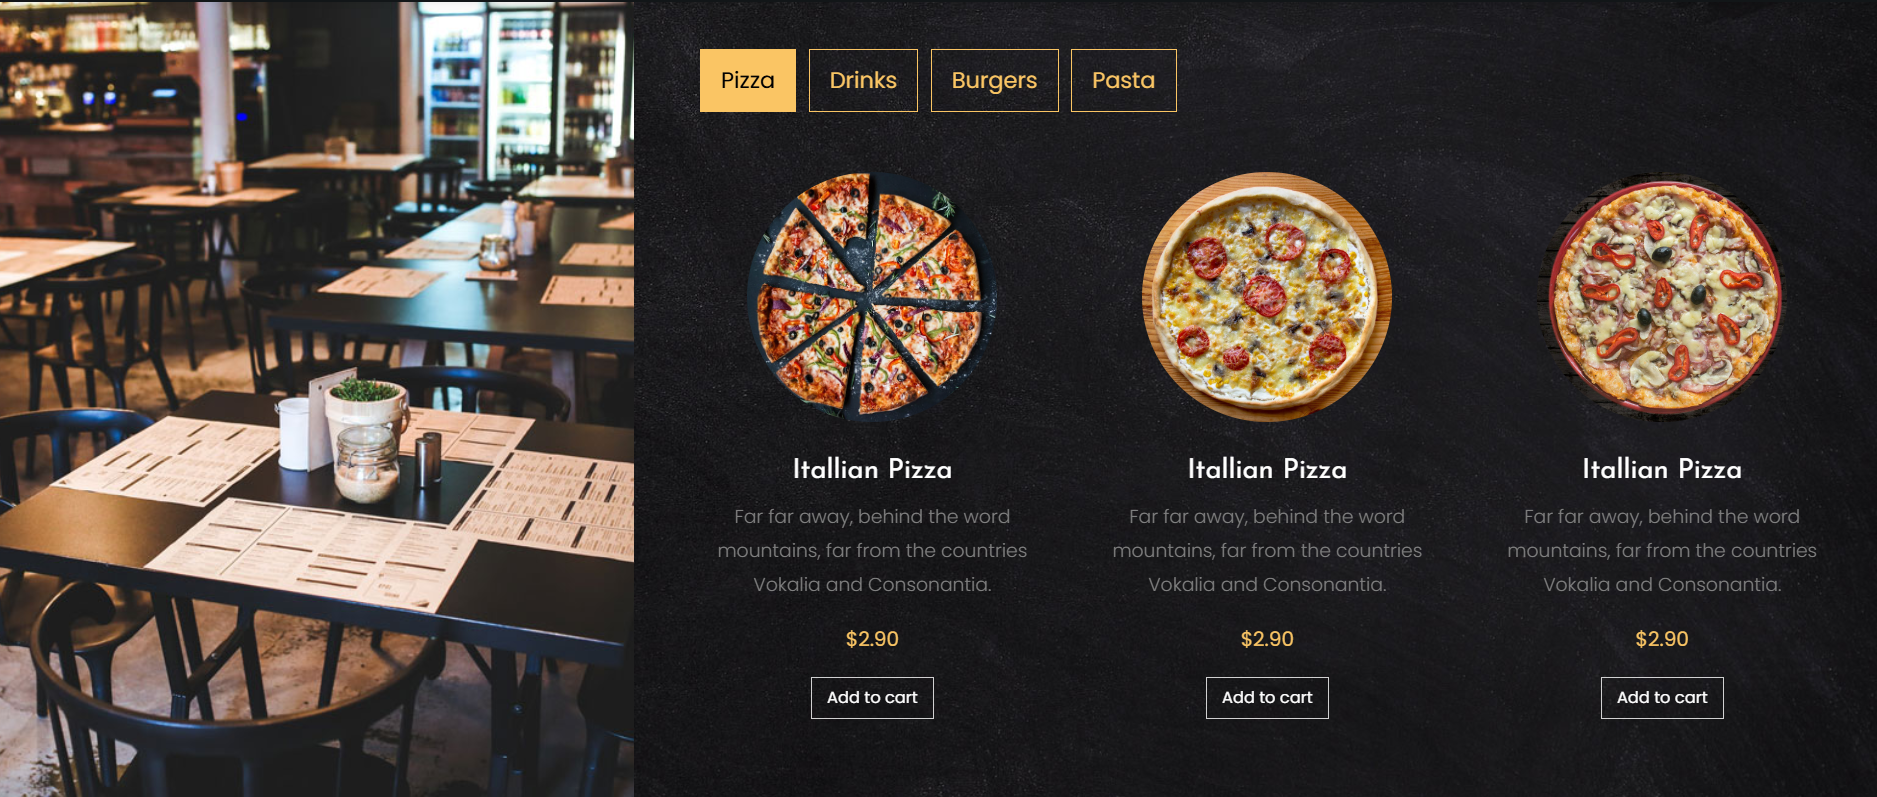 Pizza
Drinks
Burgers
Pasta
Itallian Pizza
Far far away, behind the word
mountains, far from the countries
Vokalia and Consonantia.
$2.90
Add to cart
Itallian Pizza
Far far away, behind the word
mountains, far from the countries
Vokalia and Consonantia.
$2.90
Add to cart
Itallian Pizza
Far far away, behind the word
mountains, far from the countries
Vokalia and Consonantia.
$2.90
Add to cart